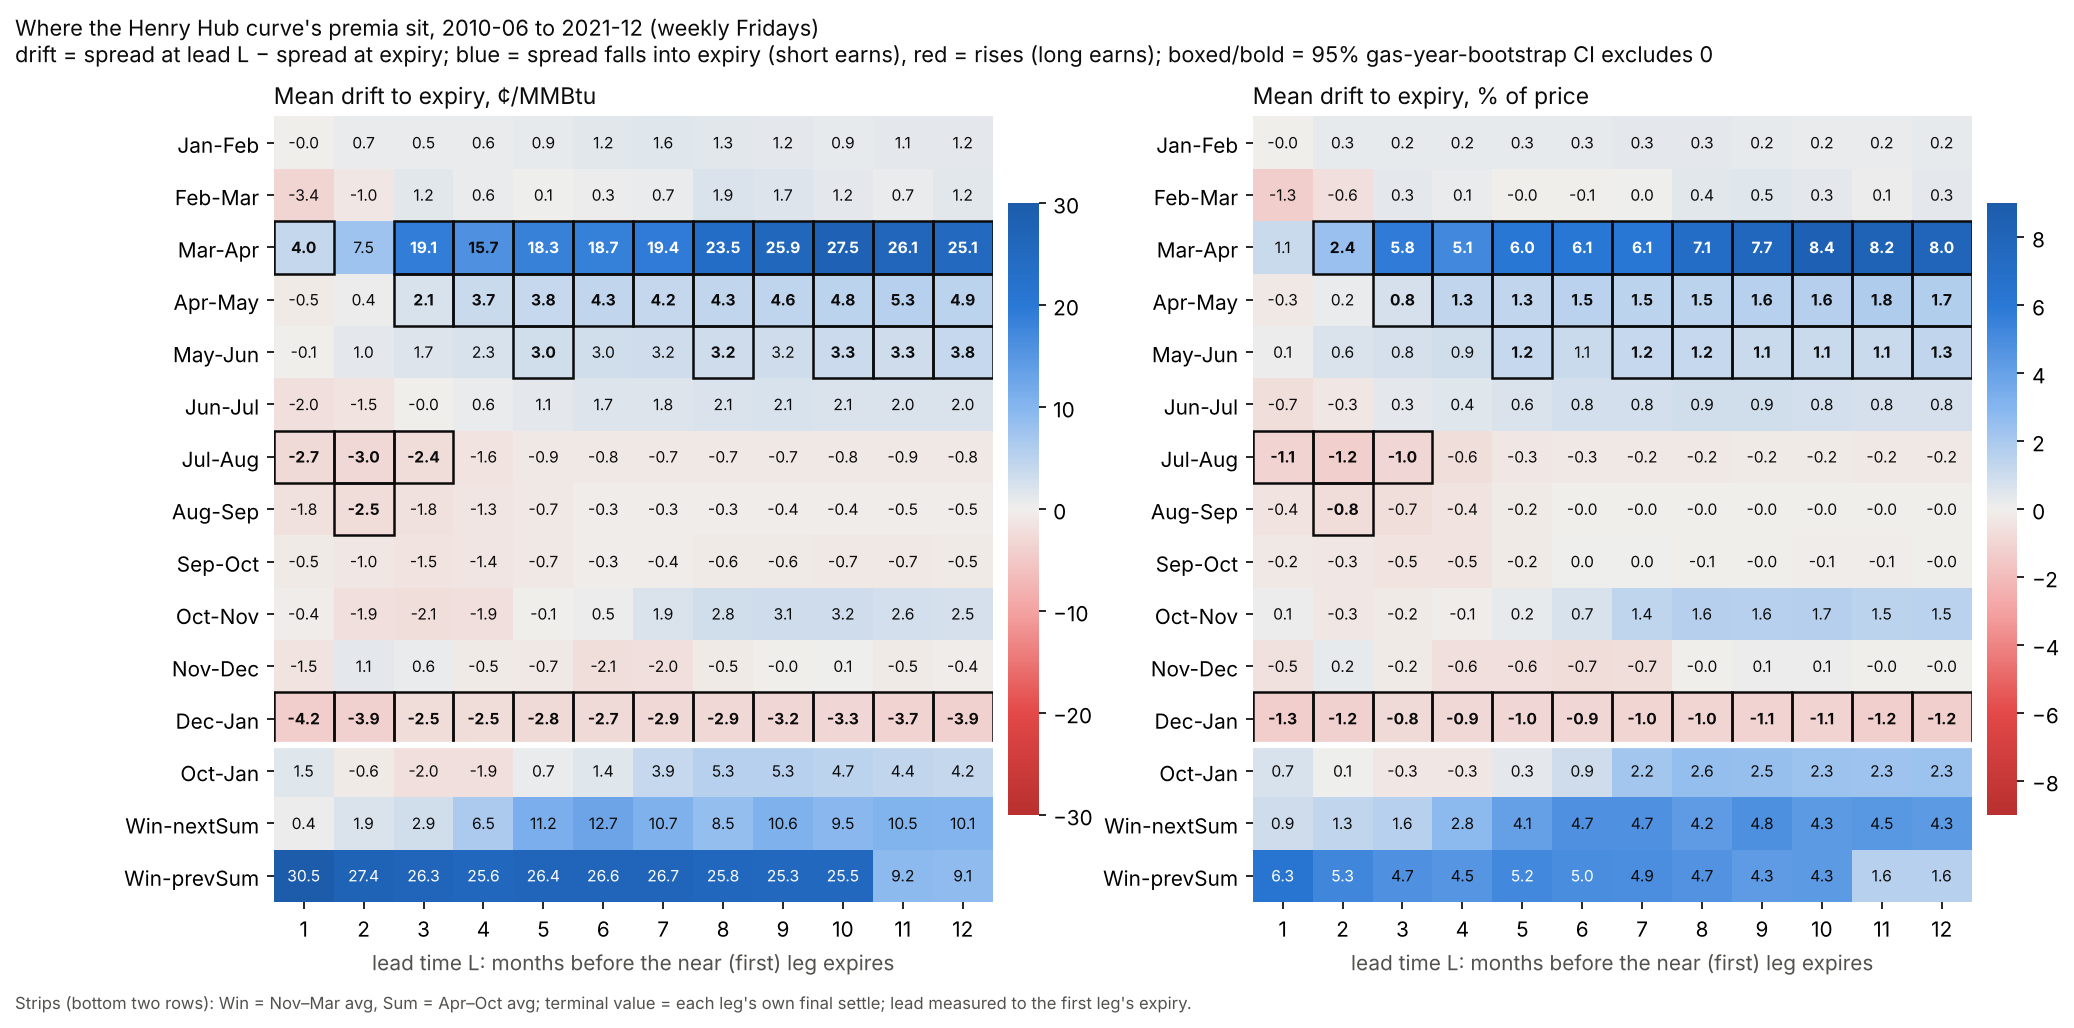 Where the Henry Hub curve's premia sit, 2010-06 to 2021-12 (weekly Fridays)
drift = spread at lead L − spread at expiry; blue = spread falls into expiry (short earns), red = rises (long earns); boxed/bold = 95% gas-year-bootstrap CI excludes 0
Mean drift to expiry, ¢/MMBtu
Jan-Feb -0.0 0.7 0.5 0.6 0.9 1.2 1.6 1.3 1.2 0.9 1.1 1.2
Feb-Mar -3.4 -1.0 1.2 0.6 0.1 0.3 0.7 1.9 1.7 1.2 0.7 1.2
Mar-Apr 4.0 7.5 19.1 15.7 18.3 18.7 19.4 23.5 25.9 27.5 26.1 25.1
Apr-May -0.5 0.4 2.1 3.7 3.8 4.3 4.2 4.3 4.6 4.8 5.3 4.9
May-Jun -0.1 1.0 1.7 2.3 3.0 3.0 3.2 3.2 3.2 3.3 3.3 3.8
Jun-Jul -2.0 -1.5 -0.0 0.6 1.1 1.7 1.8 2.1 2.1 2.1 2.0 2.0
Jul-Aug -2.7 -3.0 -2.4 -1.6 -0.9 -0.8 -0.7 -0.7 -0.7 -0.8 -0.9 -0.8
Aug-Sep -1.8 -2.5 -1.8 -1.3 -0.7 -0.3 -0.3 -0.3 -0.4 -0.4 -0.5 -0.5
Sep-Oct -0.5 -1.0 -1.5 -1.4 -0.7 -0.3 -0.4 -0.6 -0.6 -0.7 -0.7 -0.5
Oct-Nov -0.4 -1.9 -2.1 -1.9 -0.1 0.5 1.9 2.8 3.1 3.2 2.6 2.5
Nov-Dec -1.5 1.1 0.6 -0.5 -0.7 -2.1 -2.0 -0.5 -0.0 0.1 -0.5 -0.4
Dec-Jan -4.2 -3.9 -2.5 -2.5 -2.8 -2.7 -2.9 -2.9 -3.2 -3.3 -3.7 -3.9
Oct-Jan 1.5 -0.6 -2.0 -1.9 0.7 1.4 3.9 5.3 5.3 4.7 4.4 4.2
Win-nextSum 0.4 1.9 2.9 6.5 11.2 12.7 10.7 8.5 10.6 9.5 10.5 10.1
Win-prevSum 30.5 27.4 26.3 25.6 26.4 26.6 26.7 25.8 25.3 25.5 9.2 9.1
1 2 3 4 5 6 7 8 9 10 11 12
lead time L: months before the near (first) leg expires
30
20
10
0
−10
−20
−30
Mean drift to expiry, % of price
Jan-Feb -0.0 0.3 0.2 0.2 0.3 0.3 0.3 0.3 0.2 0.2 0.2 0.2
Feb-Mar -1.3 -0.6 0.3 0.1 -0.0 -0.1 0.0 0.4 0.5 0.3 0.1 0.3
Mar-Apr 1.1 2.4 5.8 5.1 6.0 6.1 6.1 7.1 7.7 8.4 8.2 8.0
Apr-May -0.3 0.2 0.8 1.3 1.3 1.5 1.5 1.5 1.6 1.6 1.8 1.7
May-Jun 0.1 0.6 0.8 0.9 1.2 1.1 1.2 1.2 1.1 1.1 1.1 1.3
Jun-Jul -0.7 -0.3 0.3 0.4 0.6 0.8 0.8 0.9 0.9 0.8 0.8 0.8
Jul-Aug -1.1 -1.2 -1.0 -0.6 -0.3 -0.3 -0.2 -0.2 -0.2 -0.2 -0.2 -0.2
Aug-Sep -0.4 -0.8 -0.7 -0.4 -0.2 -0.0 -0.0 -0.0 -0.0 -0.0 -0.0 -0.0
Sep-Oct -0.2 -0.3 -0.5 -0.5 -0.2 0.0 0.0 -0.1 -0.0 -0.1 -0.1 -0.0
Oct-Nov 0.1 -0.3 -0.2 -0.1 0.2 0.7 1.4 1.6 1.6 1.7 1.5 1.5
Nov-Dec -0.5 0.2 -0.2 -0.6 -0.6 -0.7 -0.7 -0.0 0.1 0.1 -0.0 -0.0
Dec-Jan -1.3 -1.2 -0.8 -0.9 -1.0 -0.9 -1.0 -1.0 -1.1 -1.1 -1.2 -1.2
Oct-Jan 0.7 0.1 -0.3 -0.3 0.3 0.9 2.2 2.6 2.5 2.3 2.3 2.3
Win-nextSum 0.9 1.3 1.6 2.8 4.1 4.7 4.7 4.2 4.8 4.3 4.5 4.3
Win-prevSum 6.3 5.3 4.7 4.5 5.2 5.0 4.9 4.7 4.3 4.3 1.6 1.6
1 2 3 4 5 6 7 8 9 10 11 12
lead time L: months before the near (first) leg expires
8
6
4
2
0
−2
−4
−6
−8
Strips (bottom two rows): Win = Nov–Mar avg, Sum = Apr–Oct avg; terminal value = each leg's own final settle; lead measured to the first leg's expiry.